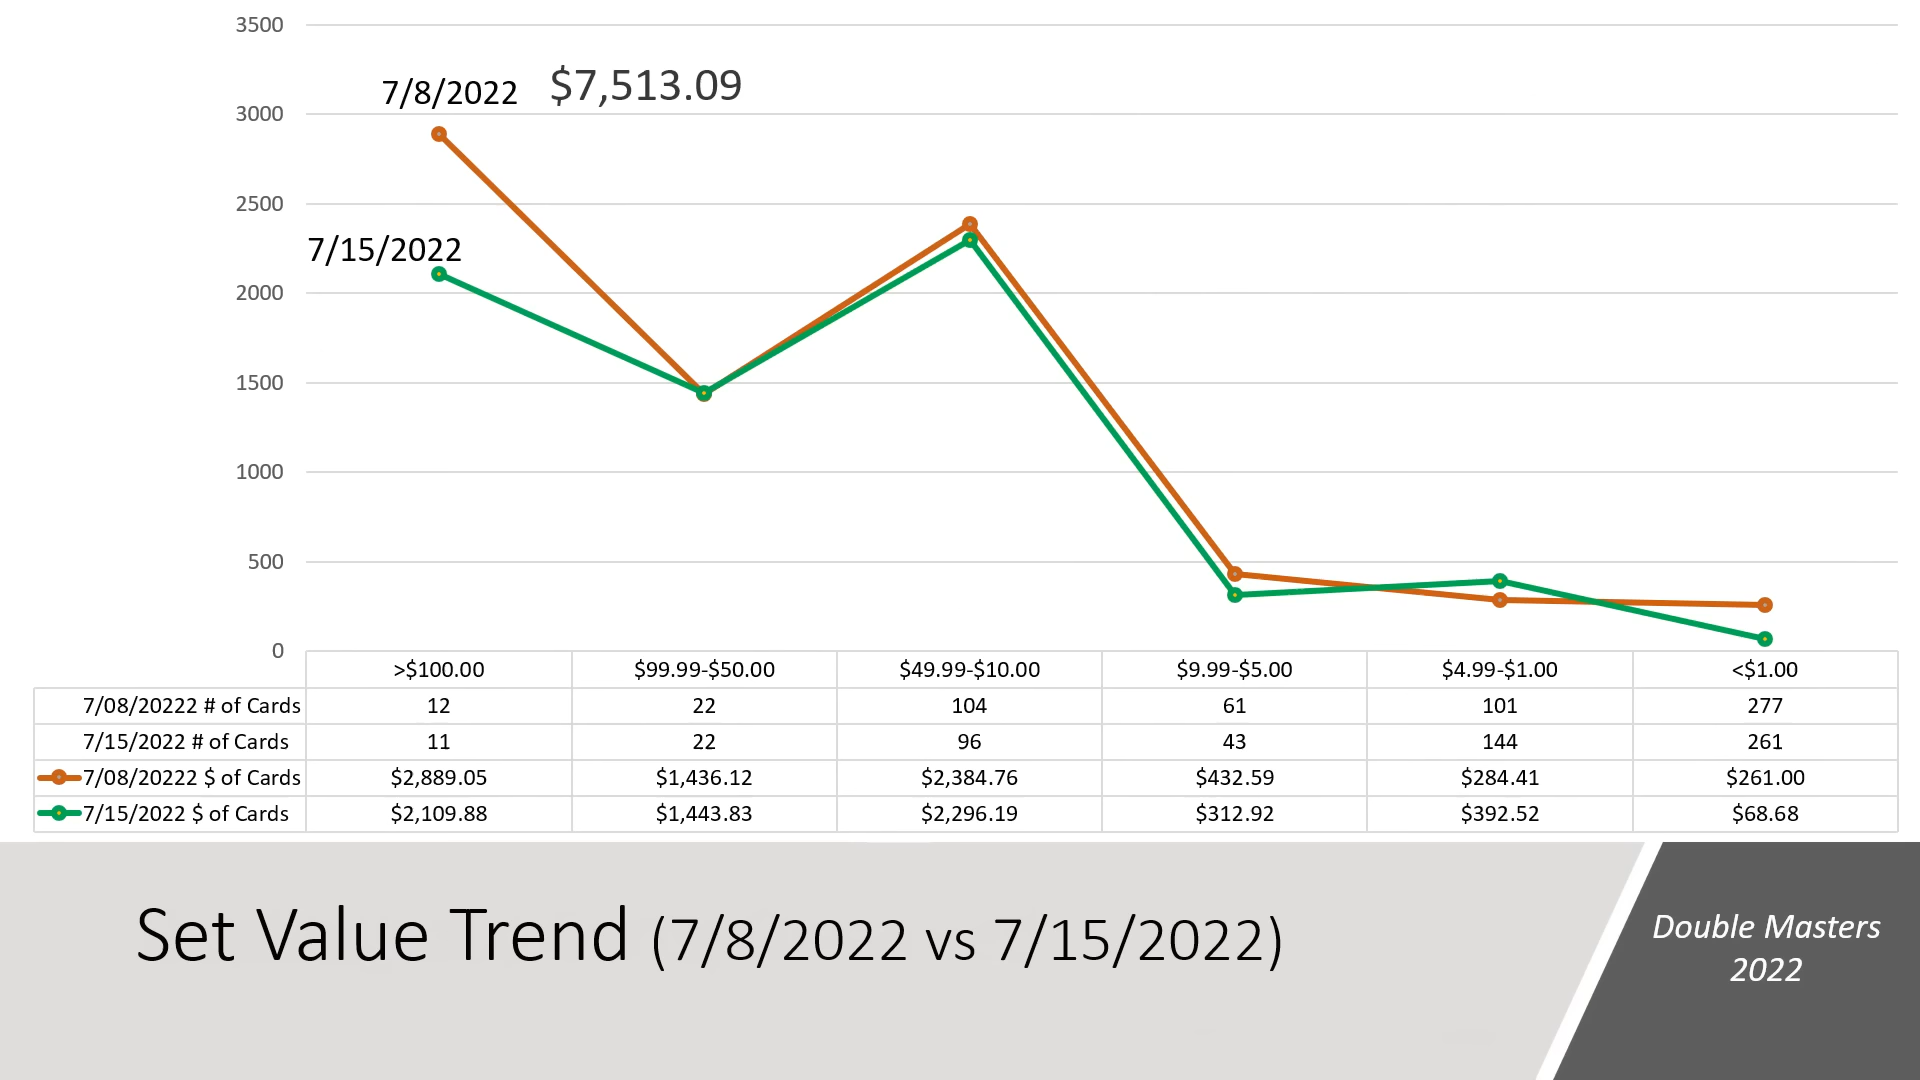 3500
7/8/2022 $7,513.09
3000
2500
7/15/2022
2000
1500
1000
500
0
>$100.00 $99.99-$50.00 $49.99-$10.00 $9.99-$5.00 $4.99-$1.00 <$1.00
7/08/20222 # of Cards 12 22 104 61 101 277
7/15/2022 # of Cards 11 22 96 43 144 261
7/08/20222 $ of Cards $2,889.05 $1,436.12 $2,384.76 $432.59 $284.41 $261.00
7/15/2022 $ of Cards $2,109.88 $1,443.83 $2,296.19 $312.92 $392.52 $68.68
Set Value Trend (7/8/2022 vs 7/15/2022)
Double Masters
2022